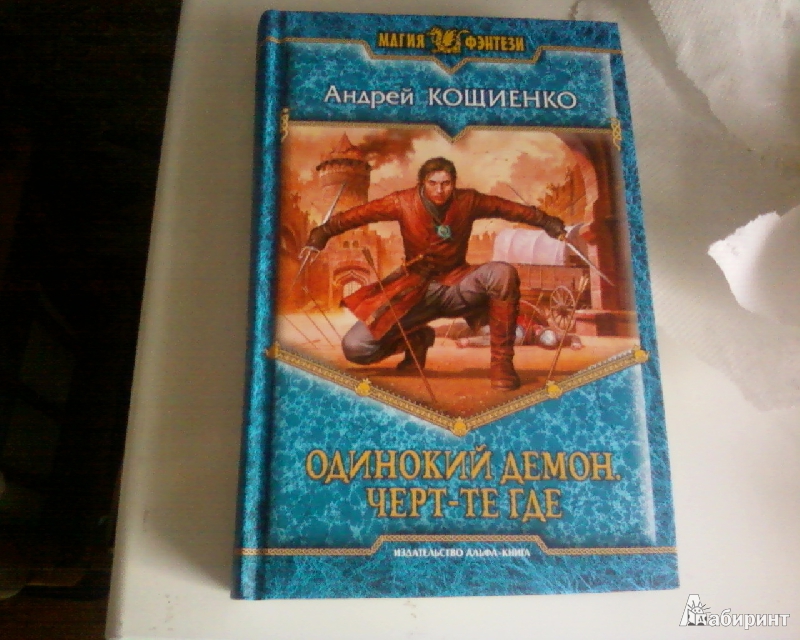 МАГИЯ ФЭНТЕЗИ
Андрей КОЩИЕНКО
ОДИНОКИЙ ДЕМОН.
ЧЕРТ-ТЕ ГДЕ
ИЗДАТЕЛЬСТВО АЛЬФА-КНИГА
Лабиринт